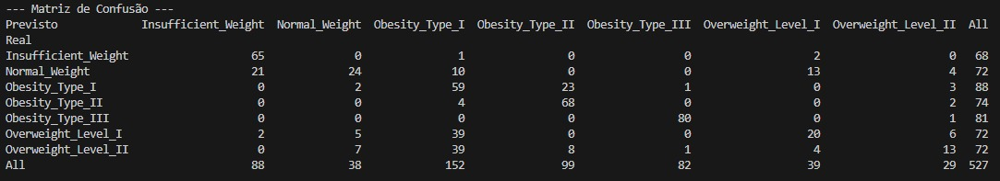 --- Matriz de Confusão ---
Previsto Insufficient_Weight Normal_Weight Obesity_Type_I Obesity_Type_II Obesity_Type_III Overweight_Level_I Overweight_Level_II All
Real
Insufficient_Weight 65 0 1 0 0 2 0 68
Normal_Weight 21 24 10 0 0 13 4 72
Obesity_Type_I 0 2 59 23 1 0 3 88
Obesity_Type_II 0 0 4 68 0 0 2 74
Obesity_Type_III 0 0 0 0 80 0 1 81
Overweight_Level_I 2 5 39 0 0 20 6 72
Overweight_Level_II 0 7 39 8 1 4 13 72
All 88 38 152 99 82 39 29 527